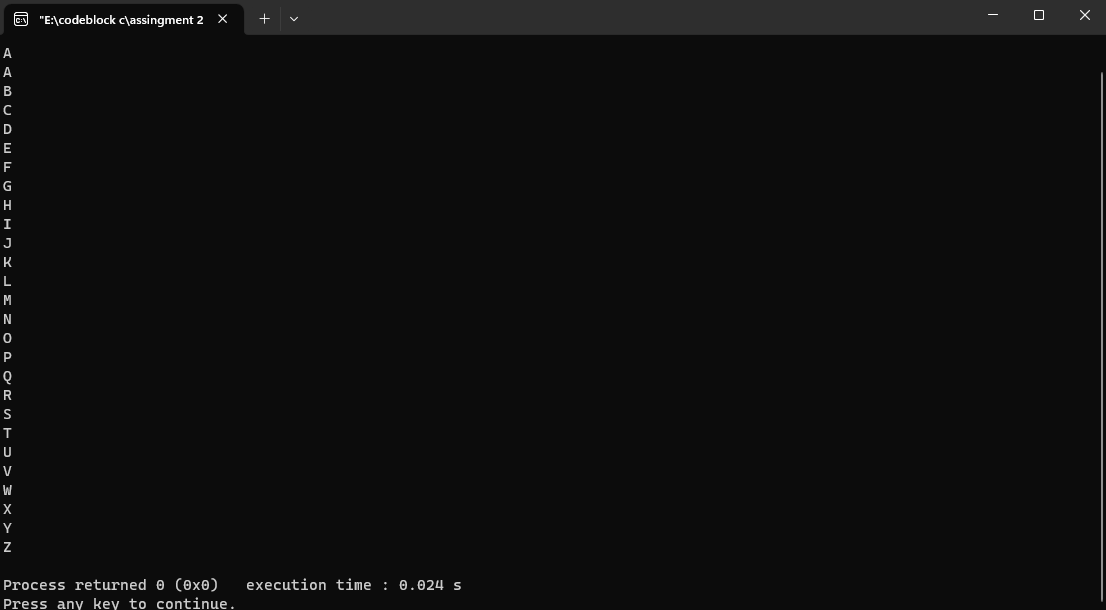 "E:\codeblock c\assingment 2
A
A
B
C
D
E
F
G
H
I
J
K
L
M
N
O
P
Q
R
S
T
U
V
W
X
Y
Z
Process returned 0 (0x0)   execution time : 0.024 s
Press any key to continue.